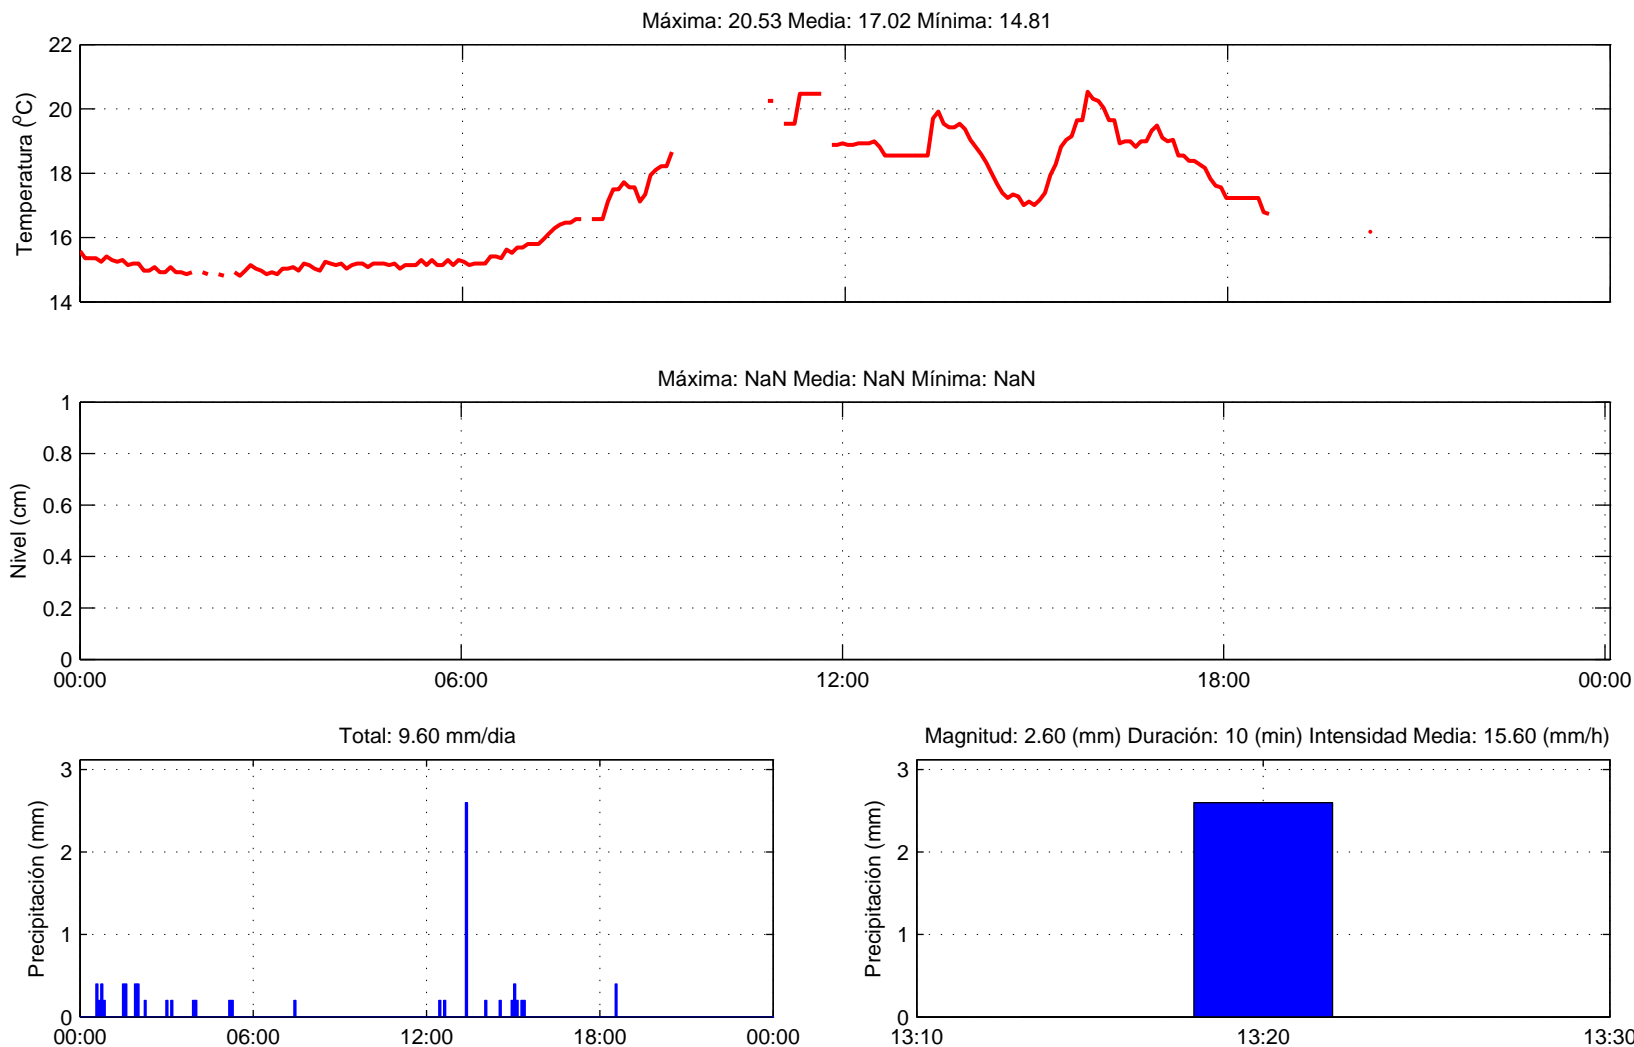 Máxima: 20.53 Media: 17.02 Mínima: 14.81
22
20
18
16
14
Temperatura (ºC)
Máxima: NaN Media: NaN Mínima: NaN
1
0.8
0.6
0.4
0.2
0
Nivel (cm)
00:00 06:00 12:00 18:00 00:00
Total: 9.60 mm/dia
3
2
1
0
Precipitación (mm)
00:00 06:00 12:00 18:00 00:00
Magnitud: 2.60 (mm) Duración: 10 (min) Intensidad Media: 15.60 (mm/h)
3
2
1
0
Precipitación (mm)
13:10 13:20 13:30